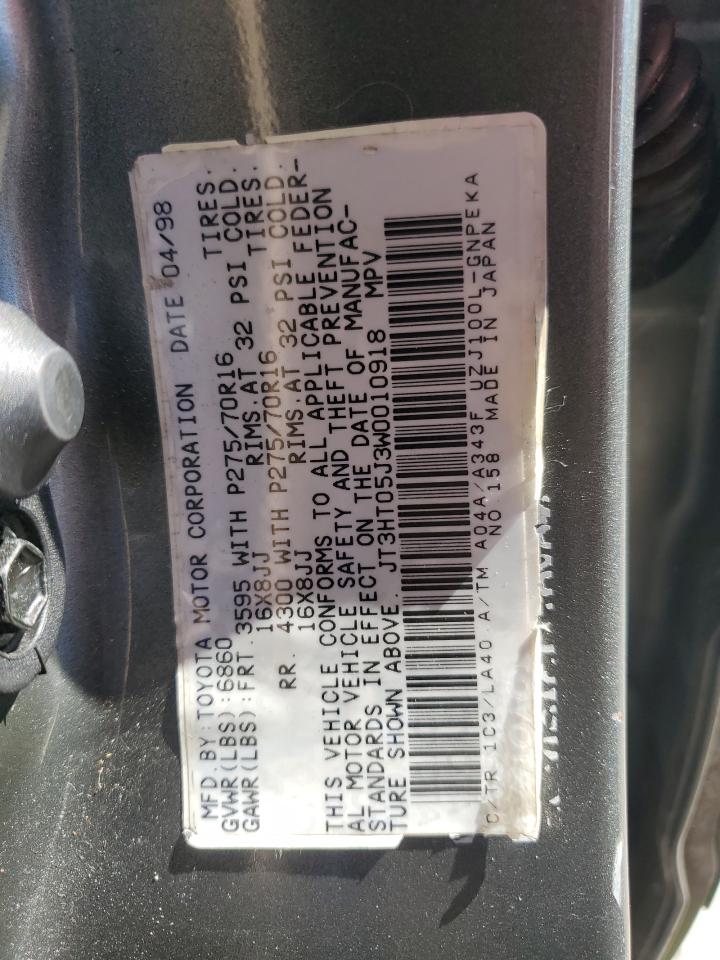 MFD.BY:TOYOTA MOTOR CORPORATION DATE 04/98
GVWR(LBS):6860
GAWR(LBS):FRT.3595 WITH P275/70R16 TIRES.
16X8JJ RIMS.AT 32 PSI COLD.
RR. 4300 WITH P275/70R16 TIRES.
16X8JJ RIMS.AT 32 PSI COLD.
THIS VEHICLE CONFORMS TO ALL APPLICABLE FEDER-
AL MOTOR VEHICLE SAFETY AND THEFT PREVENTION
STANDARDS IN EFFECT ON THE DATE OF MANUFAC-
TURE SHOWN ABOVE. JT3HT05J3W0010918 MPV
C/TR 1C3/LA40 A/TM A04A/A343F UZJ100L-GNPEKA
NO.158 MADE IN JAPAN